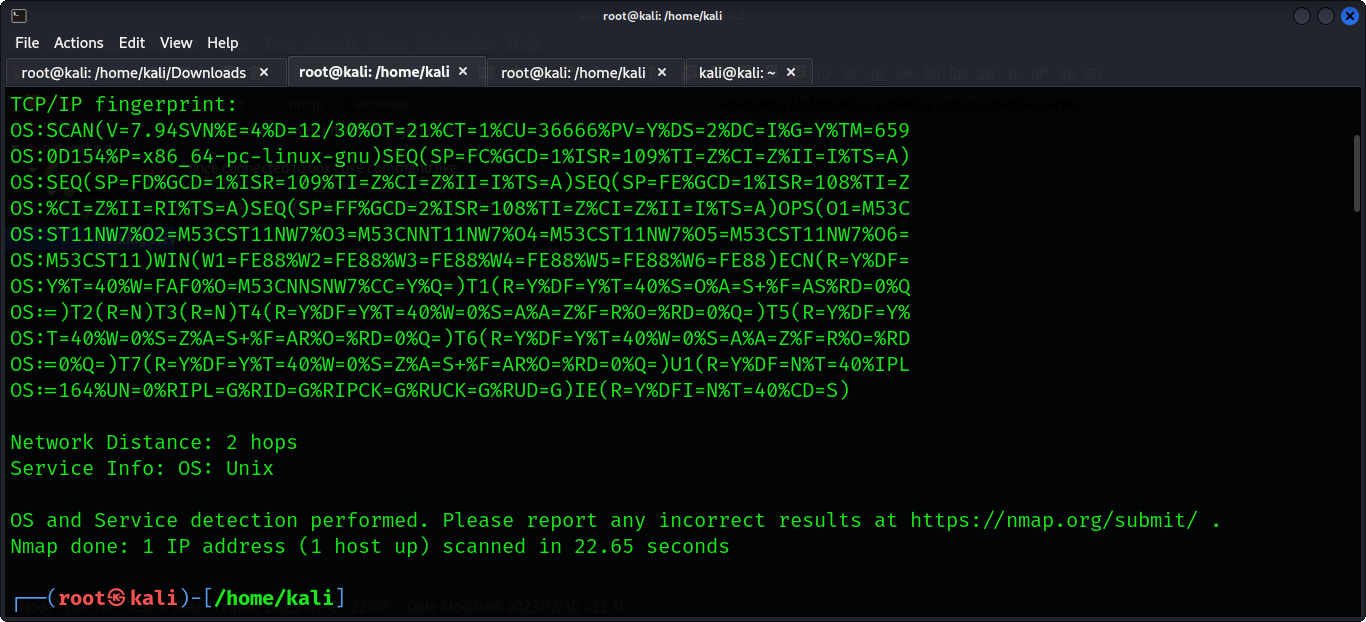 root@kali: /home/kali
File Actions Edit View Help
root@kali: /home/kali/Downloads × root@kali: /home/kali × root@kali: /home/kali × kali@kali: ~ ×
TCP/IP fingerprint:
OS:SCAN(V=7.94SVN%E=4%D=12/30%OT=21%CT=1%CU=36666%PV=Y%DS=2%DC=I%G=Y%TM=659
OS:0D154%P=x86_64-pc-linux-gnu)SEQ(SP=FC%GCD=1%ISR=109%TI=Z%CI=Z%II=I%TS=A)
OS:SEQ(SP=FD%GCD=1%ISR=109%TI=Z%CI=Z%II=I%TS=A)SEQ(SP=FE%GCD=1%ISR=108%TI=Z
OS:%CI=Z%II=RI%TS=A)SEQ(SP=FF%GCD=2%ISR=108%TI=Z%CI=Z%II=I%TS=A)OPS(O1=M53C
OS:ST11NW7%O2=M53CST11NW7%O3=M53CNNT11NW7%O4=M53CST11NW7%O5=M53CST11NW7%O6=
OS:M53CST11)WIN(W1=FE88%W2=FE88%W3=FE88%W4=FE88%W5=FE88%W6=FE88)ECN(R=Y%DF=
OS:Y%T=40%W=FAF0%O=M53CNNSNW7%CC=Y%Q=)T1(R=Y%DF=Y%T=40%S=O%A=S+%F=AS%RD=0%Q
OS:=)T2(R=N)T3(R=N)T4(R=Y%DF=Y%T=40%W=0%S=A%A=Z%F=R%O=%RD=0%Q=)T5(R=Y%DF=Y%
OS:T=40%W=0%S=Z%A=S+%F=AR%O=%RD=0%Q=)T6(R=Y%DF=Y%T=40%W=0%S=A%A=Z%F=R%O=%RD
OS:=0%Q=)T7(R=Y%DF=Y%T=40%W=0%S=Z%A=S+%F=AR%O=%RD=0%Q=)U1(R=Y%DF=N%T=40%IPL
OS:=164%UN=0%RIPL=G%RID=G%RIPCK=G%RUCK=G%RUD=G)IE(R=Y%DFI=N%T=40%CD=S)
Network Distance: 2 hops
Service Info: OS: Unix
OS and Service detection performed. Please report any incorrect results at https://nmap.org/submit/ .
Nmap done: 1 IP address (1 host up) scanned in 22.65 seconds
┌──(root㉿kali)-[/home/kali]
22:08 - Date Modified: 2023/12/30 - 22:11